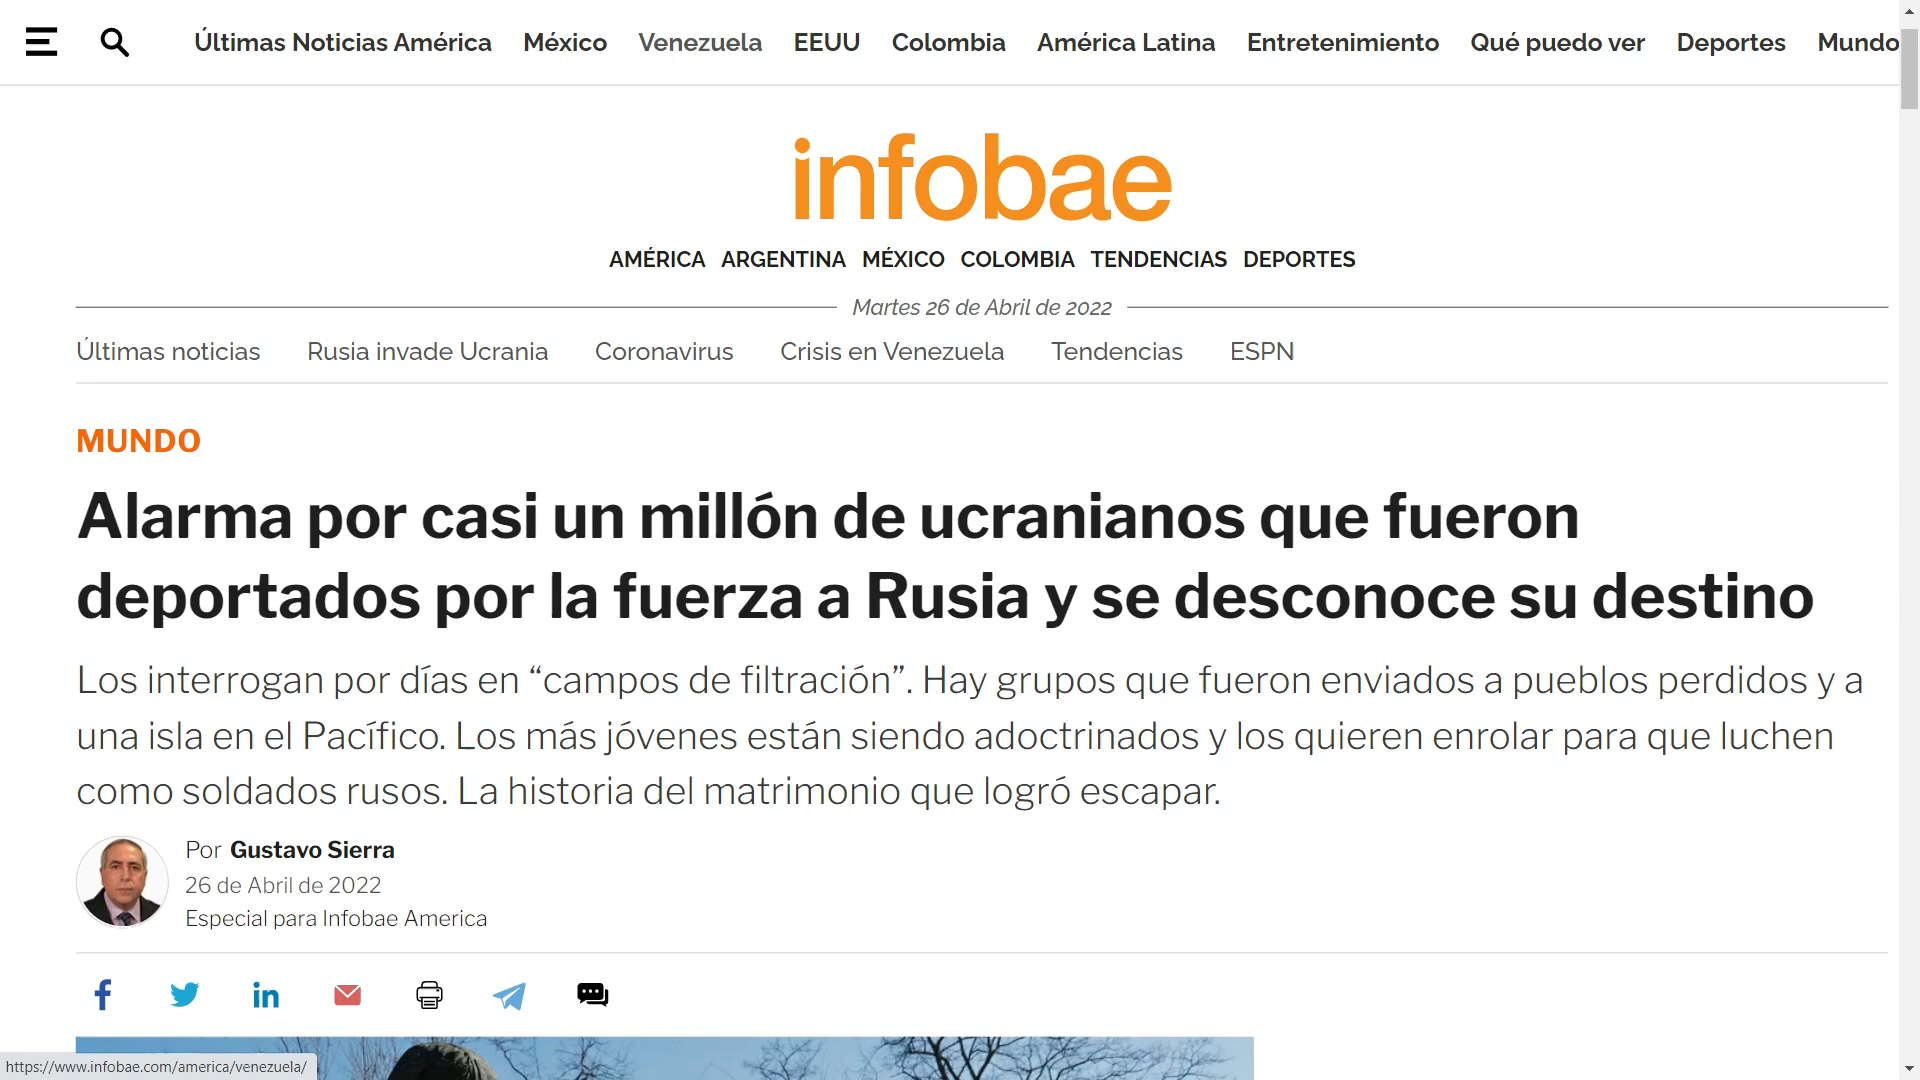 Últimas Noticias América México Venezuela EEUU Colombia América Latina Entretenimiento Qué puedo ver Deportes Mundo
infobae
AMÉRICA ARGENTINA MÉXICO COLOMBIA TENDENCIAS DEPORTES
Martes 26 de Abril de 2022
Últimas noticias Rusia invade Ucrania Coronavirus Crisis en Venezuela Tendencias ESPN
MUNDO
Alarma por casi un millón de ucranianos que fueron
deportados por la fuerza a Rusia y se desconoce su destino
Los interrogan por días en “campos de filtración”. Hay grupos que fueron enviados a pueblos perdidos y a
una isla en el Pacífico. Los más jóvenes están siendo adoctrinados y los quieren enrolar para que luchen
como soldados rusos. La historia del matrimonio que logró escapar.
Por Gustavo Sierra
26 de Abril de 2022
Especial para Infobae America
https://www.infobae.com/america/venezuela/